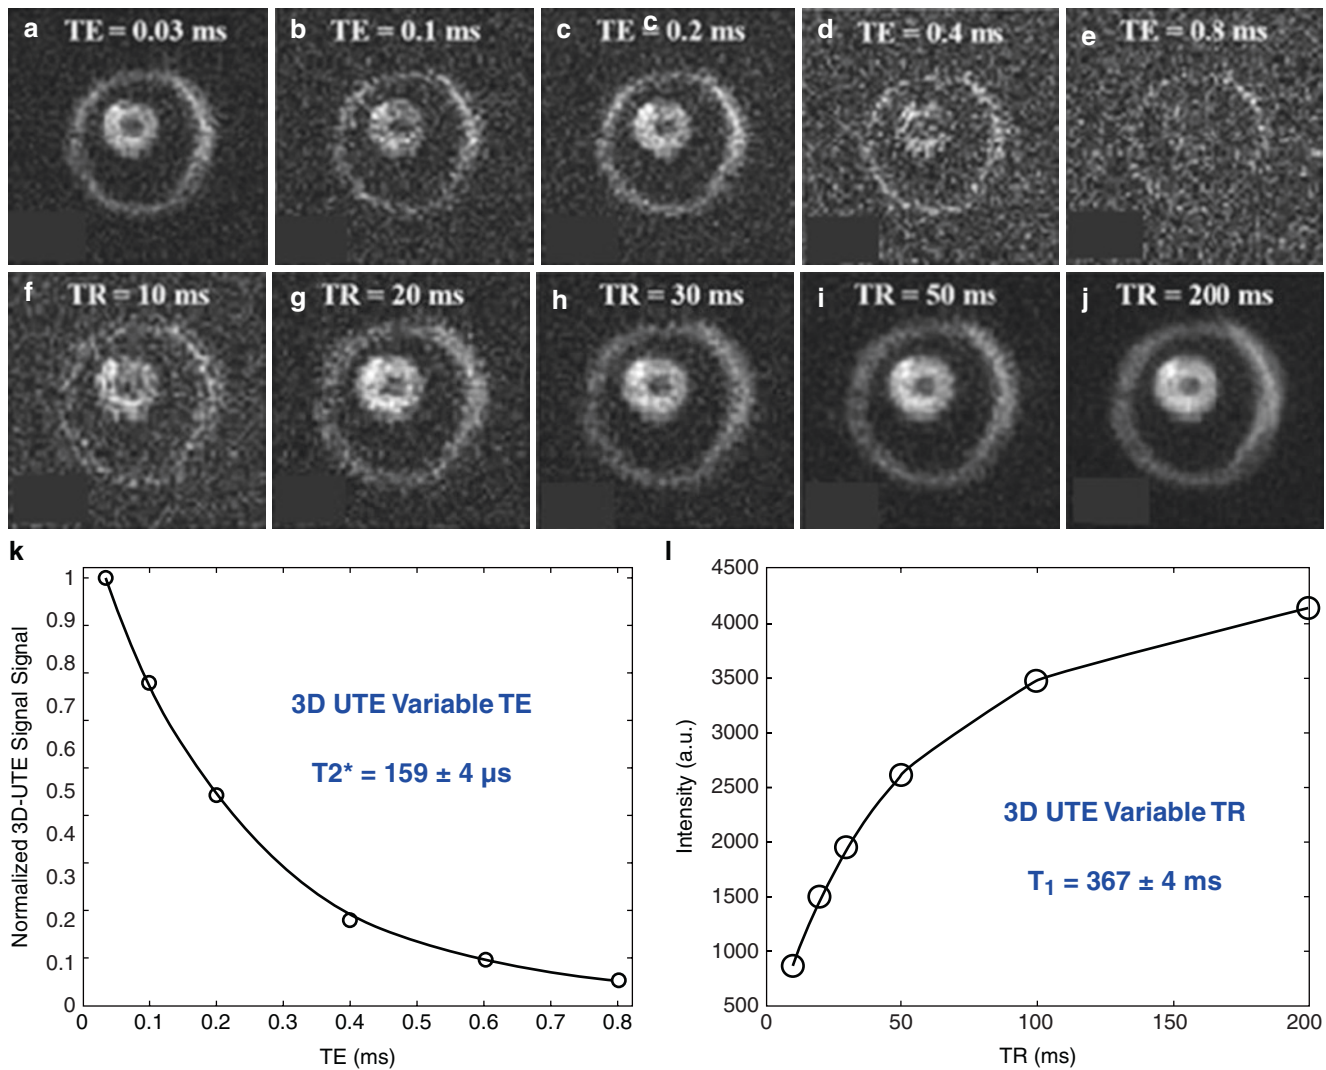 a TE = 0.03 ms
b TE = 0.1 ms
c TE = 0.2 ms
c
d TE = 0.4 ms
e TE = 0.8 ms
f TR = 10 ms
g TR = 20 ms
h TR = 30 ms
i TR = 50 ms
j TR = 200 ms
k
1
0.9
0.8
0.7
0.6
0.5
0.4
0.3
0.2
0.1
0
Normalized 3D-UTE Signal Signal
3D UTE Variable TE
T2* = 159 ± 4 µs
0 0.1 0.2 0.3 0.4 0.5 0.6 0.7 0.8
TE (ms)
l
4500
4000
3500
3000
2500
2000
1500
1000
500
Intensity (a.u.)
3D UTE Variable TR
T1 = 367 ± 4 ms
0 50 100 150 200
TR (ms)